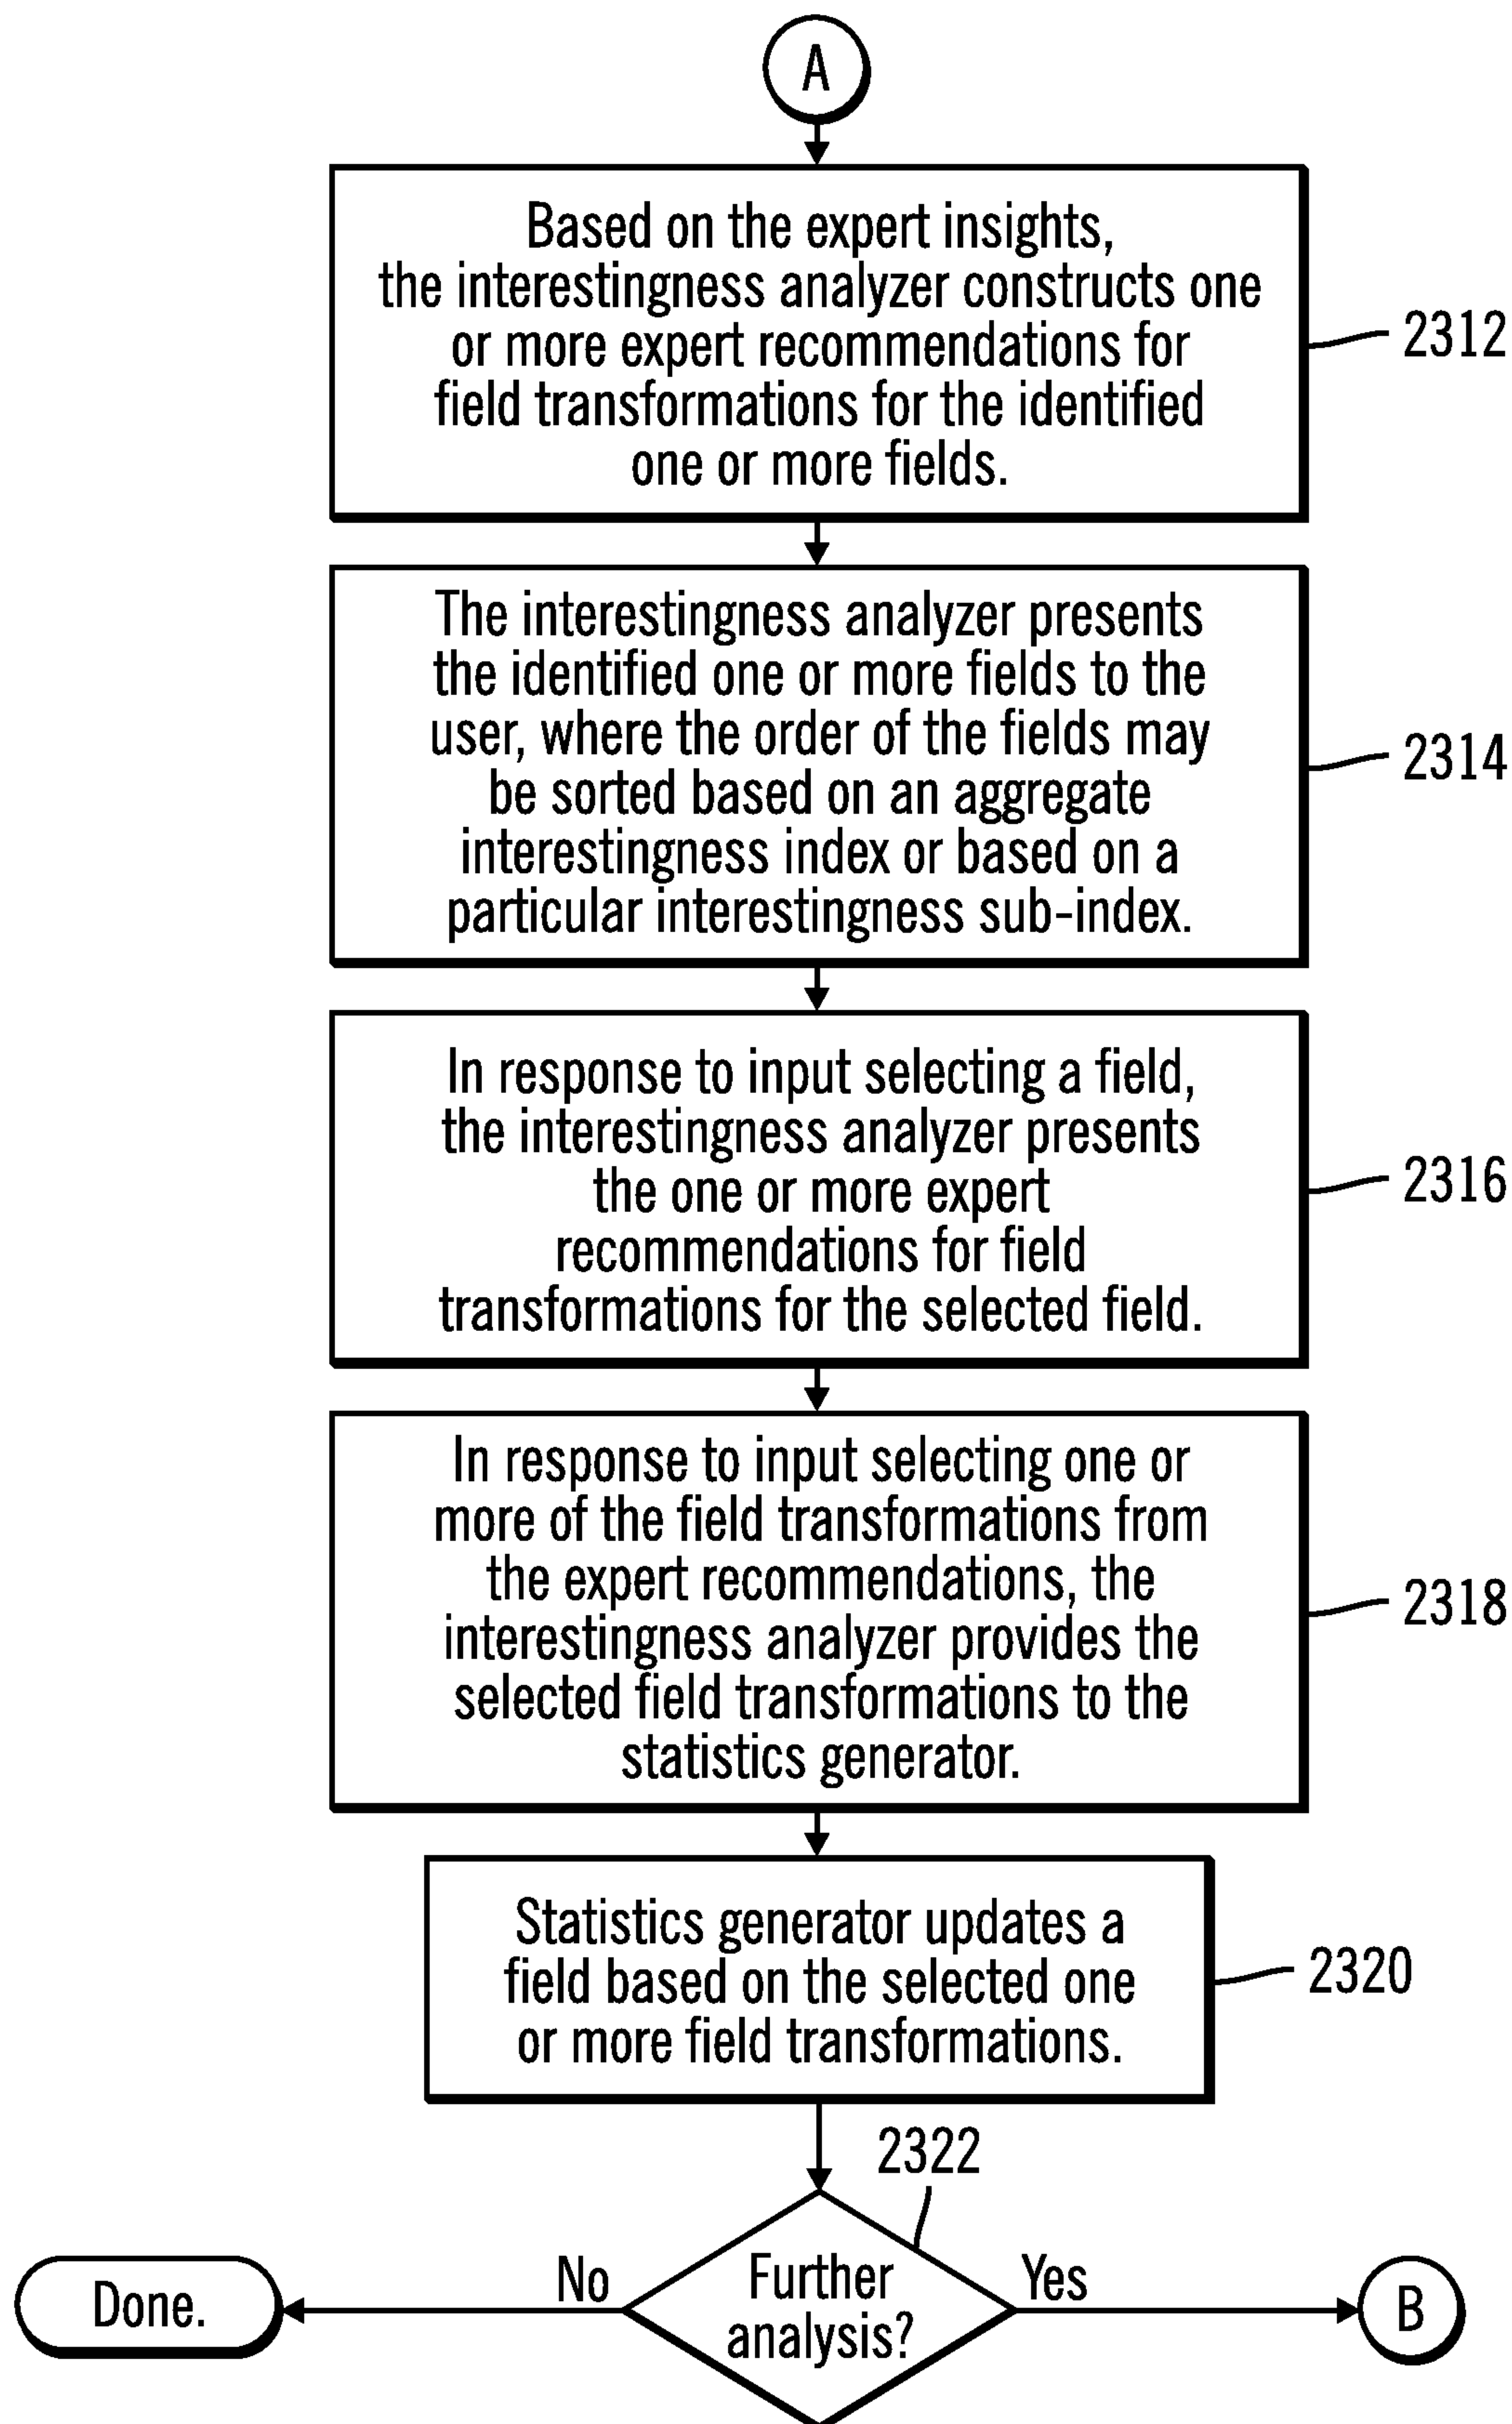 A
Based on the expert insights,
the interestingness analyzer constructs one
or more expert recommendations for
field transformations for the identified
one or more fields.
2312
The interestingness analyzer presents
the identified one or more fields to the
user, where the order of the fields may
be sorted based on an aggregate
interestingness index or based on a
particular interestingness sub-index.
2314
In response to input selecting a field,
the interestingness analyzer presents
the one or more expert
recommendations for field
transformations for the selected field.
2316
In response to input selecting one or
more of the field transformations from
the expert recommendations, the
interestingness analyzer provides the
selected field transformations to the
statistics generator.
2318
Statistics generator updates a
field based on the selected one
or more field transformations.
2320
2322
Further
analysis?
No
Done.
Yes
B